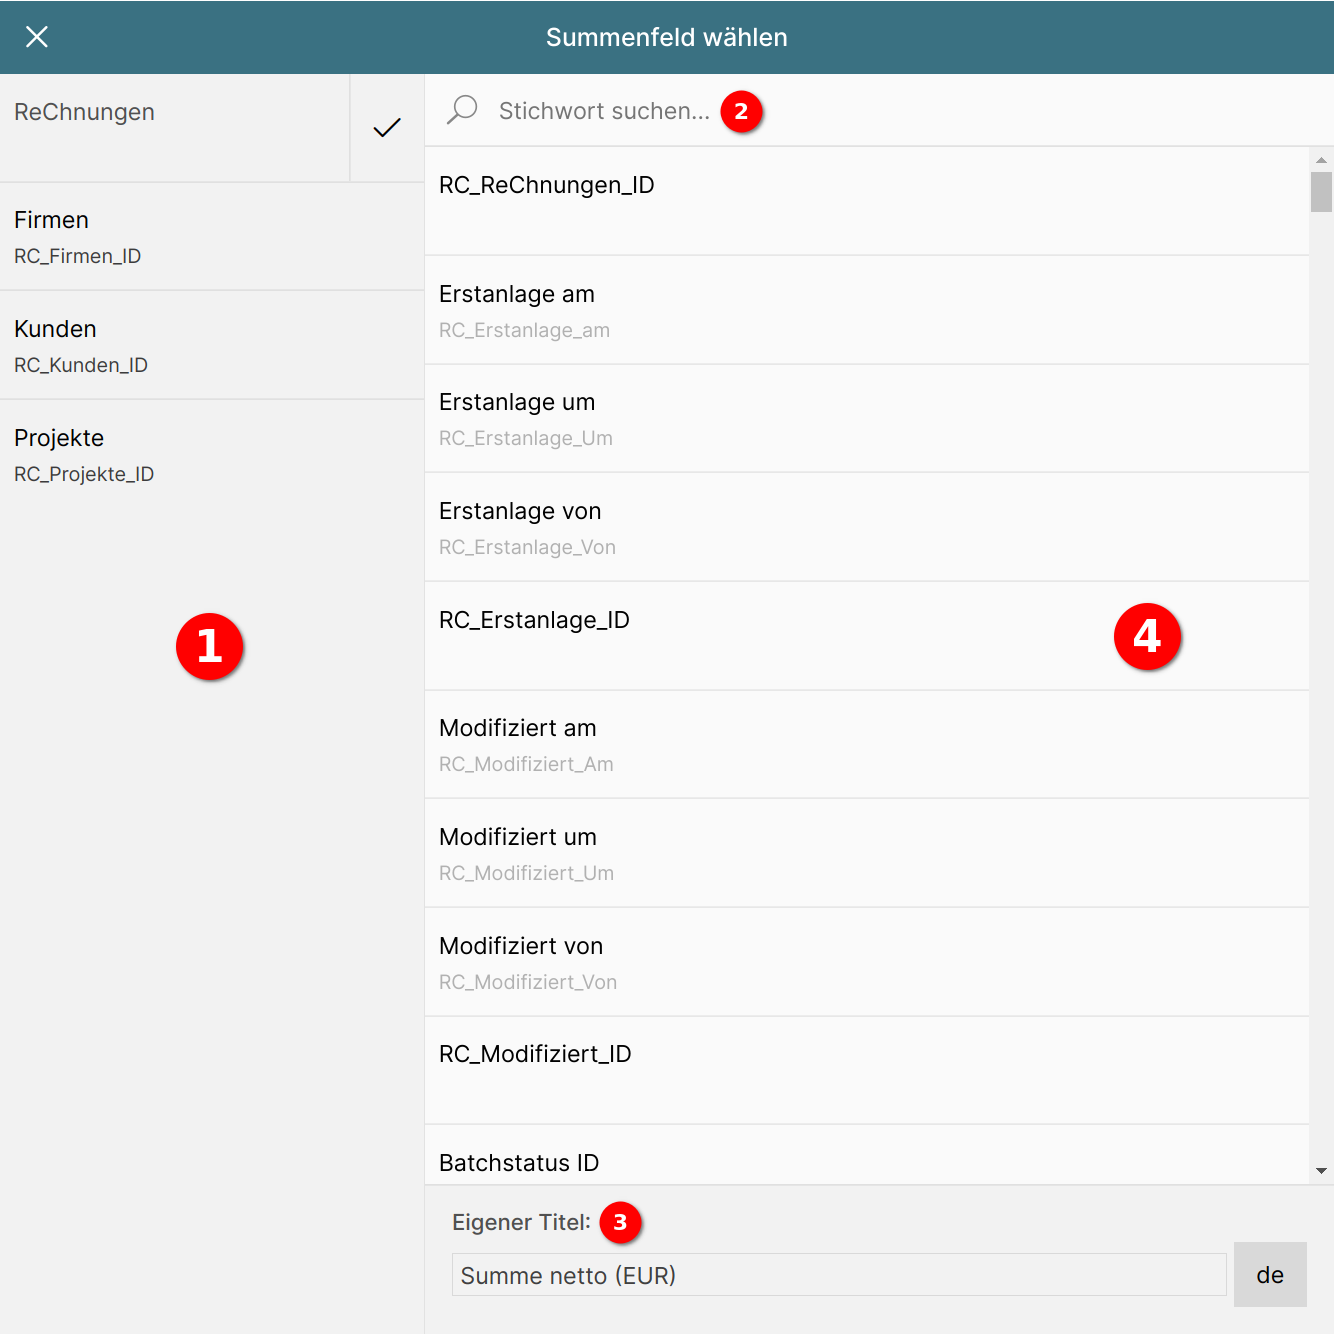 Summenfeld wählen
ReChnungen
Firmen
RC_Firmen_ID
Kunden
RC_Kunden_ID
Projekte
RC_Projekte_ID
1
Stichwort suchen... 2
RC_ReChnungen_ID
Erstanlage am
RC_Erstanlage_am
Erstanlage um
RC_Erstanlage_Um
Erstanlage von
RC_Erstanlage_Von
RC_Erstanlage_ID
4
Modifiziert am
RC_Modifiziert_Am
Modifiziert um
RC_Modifiziert_Um
Modifiziert von
RC_Modifiziert_Von
RC_Modifiziert_ID
Batchstatus ID
Eigener Titel: 3
Summe netto (EUR) de